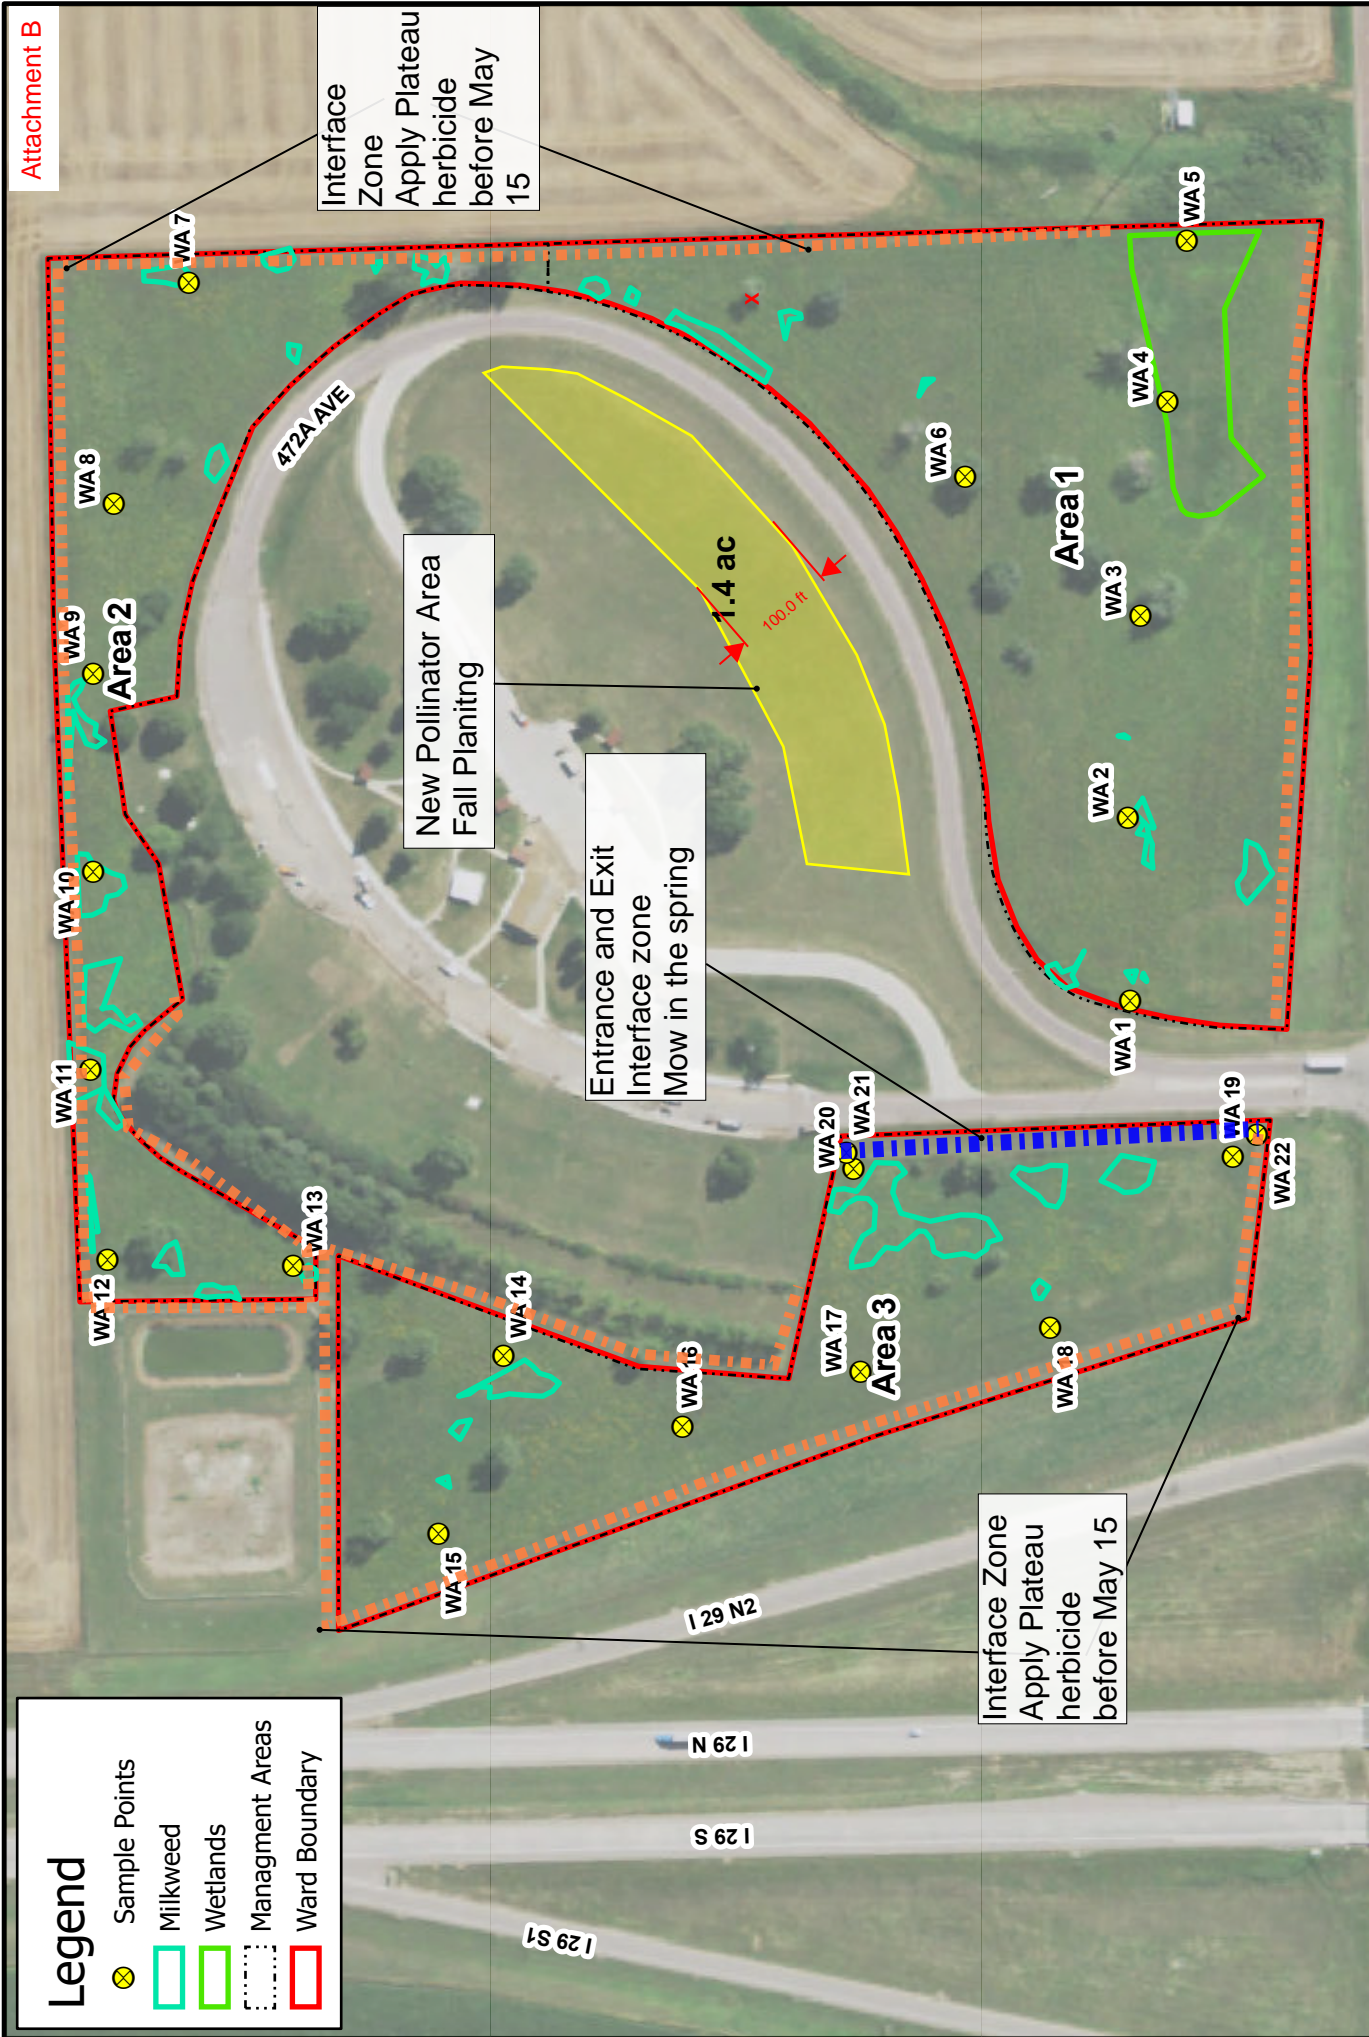 Attachment B
Interface
Zone
Apply Plateau
herbicide
before May
15
WA 7
WA 8
WA 9
Area 2
WA 10
WA 11
WA 12
WA 13
472A AVE
New Pollinator Area
Fall Planitng
1.4 ac
100.0 ft
x
Entrance and Exit
Interface zone
Mow in the spring
WA 5
WA 4
WA 6
Area 1
WA 3
WA 2
WA 1
WA 14
WA 15
WA 16
WA 17
Area 3
WA 18
WA 20
WA 21
WA 19
WA 22
Interface Zone
Apply Plateau
herbicide
before May 15
I 29 N2
I 29 N
I 29 S
I 29 S1
Legend
Sample Points
Milkweed
Wetlands
Managment Areas
Ward Boundary